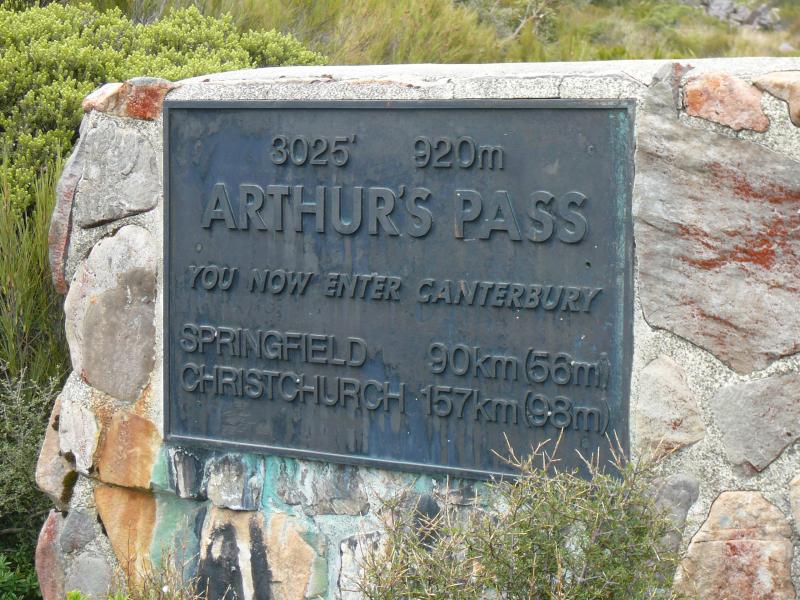 3025' 920m
ARTHUR'S PASS
YOU NOW ENTER CANTERBURY
SPRINGFIELD 90km (56m)
CHRISTCHURCH 157km (98m)